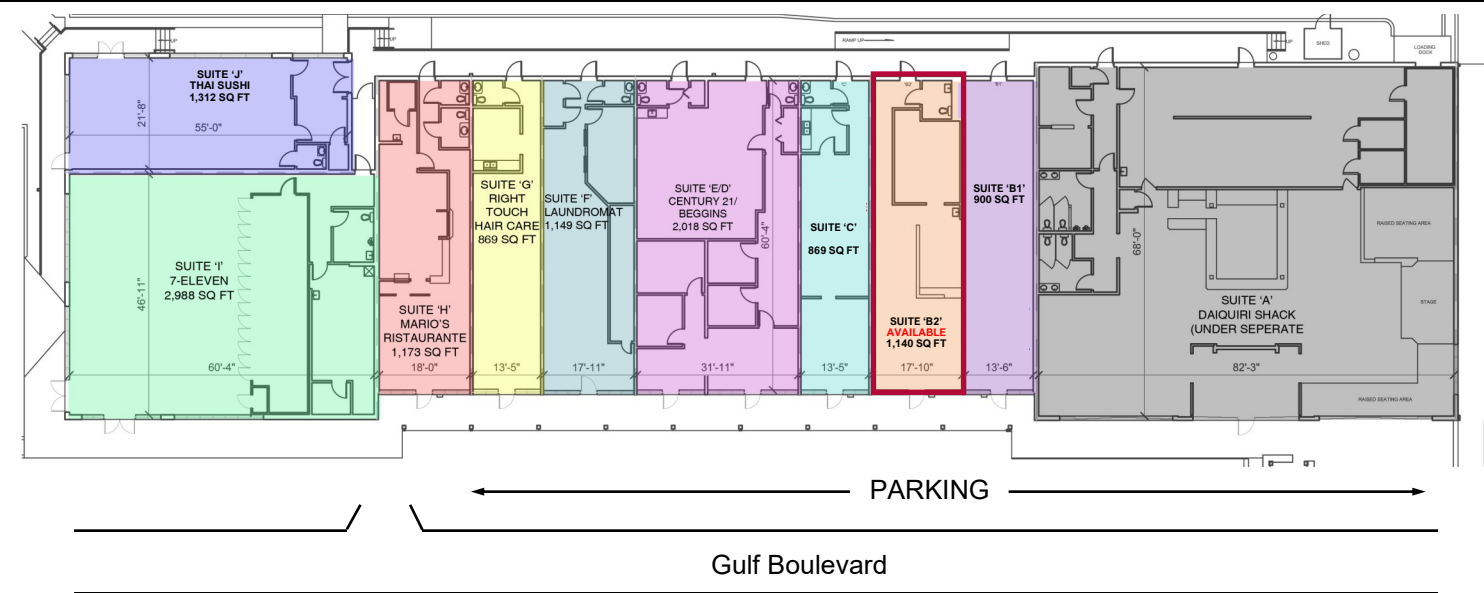 UP
UP
RAMP UP
UP
SHED
LOADING
DOCK
SUITE 'J'
THAI SUSHI
1,312 SQ FT
21'-8"
55'-0"
SUITE 'I'
7-ELEVEN
2,988 SQ FT
46'-11"
60'-4"
SUITE 'H'
MARIO'S
RISTAURANTE
1,173 SQ FT
18'-0"
SUITE 'G'
RIGHT
TOUCH
HAIR CARE
869 SQ FT
13'-5"
SUITE 'F'
LAUNDROMAT
1,149 SQ FT
17'-11"
SUITE 'E/D'
CENTURY 21/
BEGGINS
2,018 SQ FT
60'-4"
31'-11"
'C'
SUITE 'C'
869 SQ FT
13'-5"
'B2'
SUITE 'B2'
AVAILABLE
1,140 SQ FT
17'-10"
'B1'
SUITE 'B1'
900 SQ FT
13'-6"
68'-0"
SUITE 'A'
DAIQUIRI SHACK
(UNDER SEPERATE
82'-3"
RAISED SEATING AREA
STAGE
RAISED SEATING AREA
PARKING
Gulf Boulevard